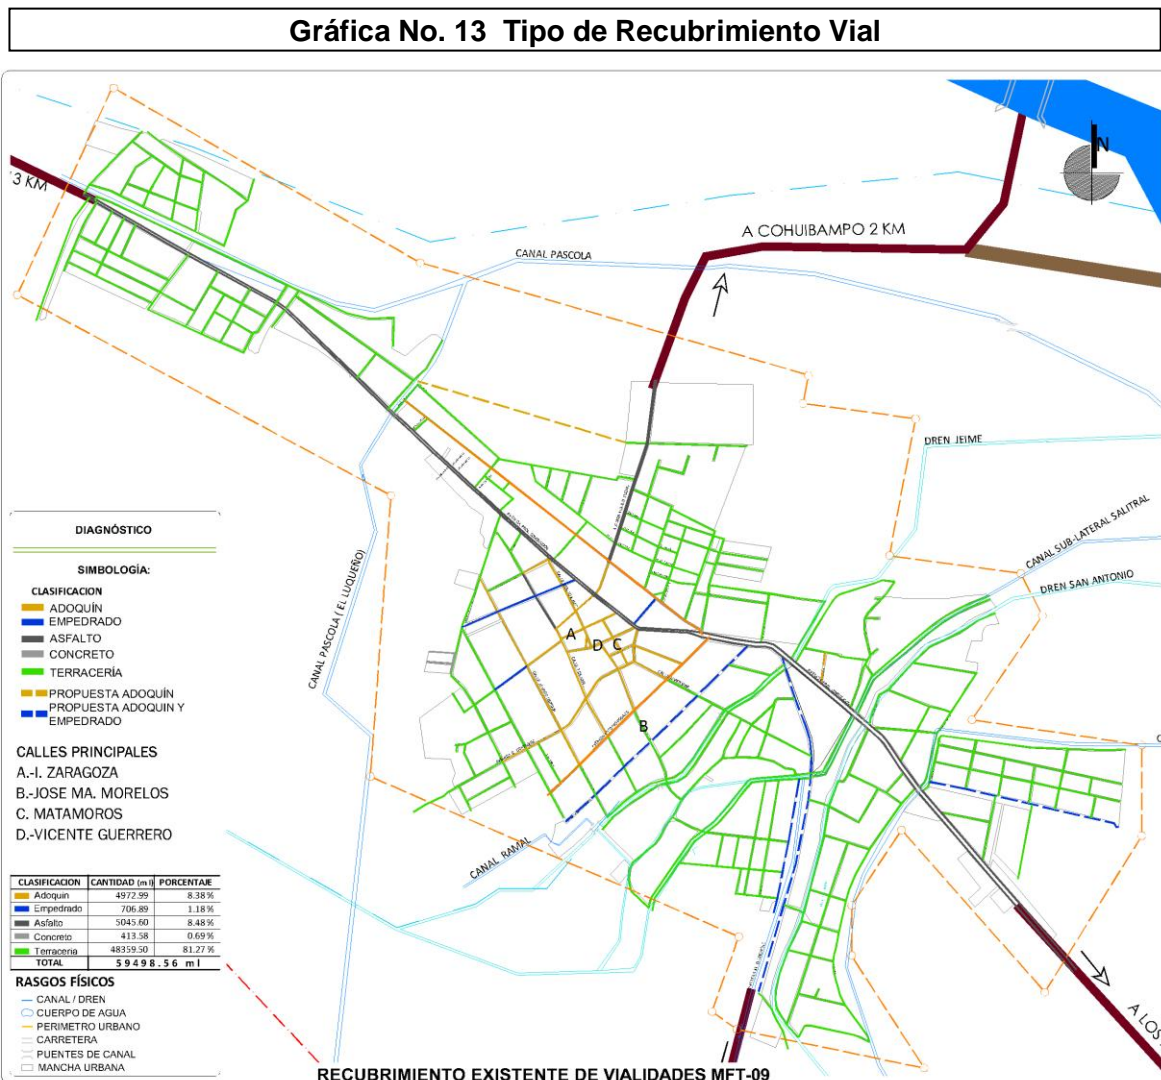 Gráfica No. 13  Tipo de Recubrimiento Vial
3 KM
N
A COHUIBAMPO 2 KM
CANAL PASCOLA
DREN JEIME
CANAL SUB-LATERAL SALITRAL
DREN SAN ANTONIO
CANAL PASCOLA ( EL LUQUEÑO)
A
D
C
B
CANAL RAMAL
A LOS
DIAGNÓSTICO
SIMBOLOGÍA:
CLASIFICACION
ADOQUÍN
EMPEDRADO
ASFALTO
CONCRETO
TERRACERÍA
PROPUESTA ADOQUÍN
PROPUESTA ADOQUIN Y
EMPEDRADO
CALLES PRINCIPALES
A.-I. ZARAGOZA
B.-JOSE MA. MORELOS
C. MATAMOROS
D.-VICENTE GUERRERO
CLASIFICACION CANTIDAD (m l) PORCENTAJE
Adoquin 4972.99 8.38%
Empedrado 706.89 1.18%
Asfalto 5045.60 8.48%
Concreto 413.58 0.69%
Terraceria 48359.50 81.27%
TOTAL 59498.56 ml
RASGOS FÍSICOS
CANAL / DREN
CUERPO DE AGUA
PERIMETRO URBANO
CARRETERA
PUENTES DE CANAL
MANCHA URBANA
RECUBRIMIENTO EXISTENTE DE VIALIDADES MFT-09